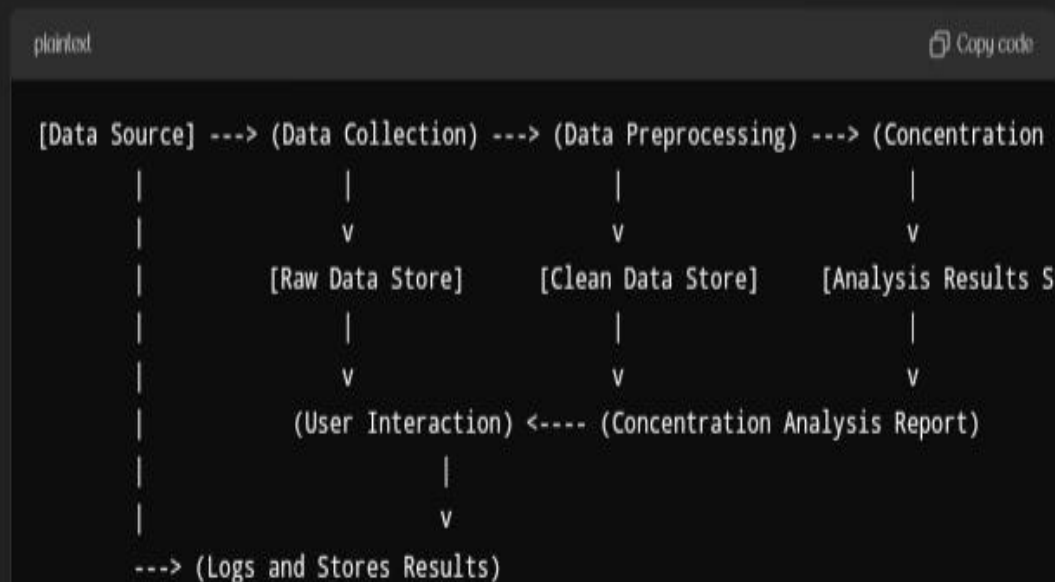 plaintext Copy code
[Data Source] ---> (Data Collection) ---> (Data Preprocessing) ---> (Concentration
| | | |
| v v v
| [Raw Data Store] [Clean Data Store] [Analysis Results S
| | | |
| v v v
| (User Interaction) <---- (Concentration Analysis Report)
| |
| v
---> (Logs and Stores Results)